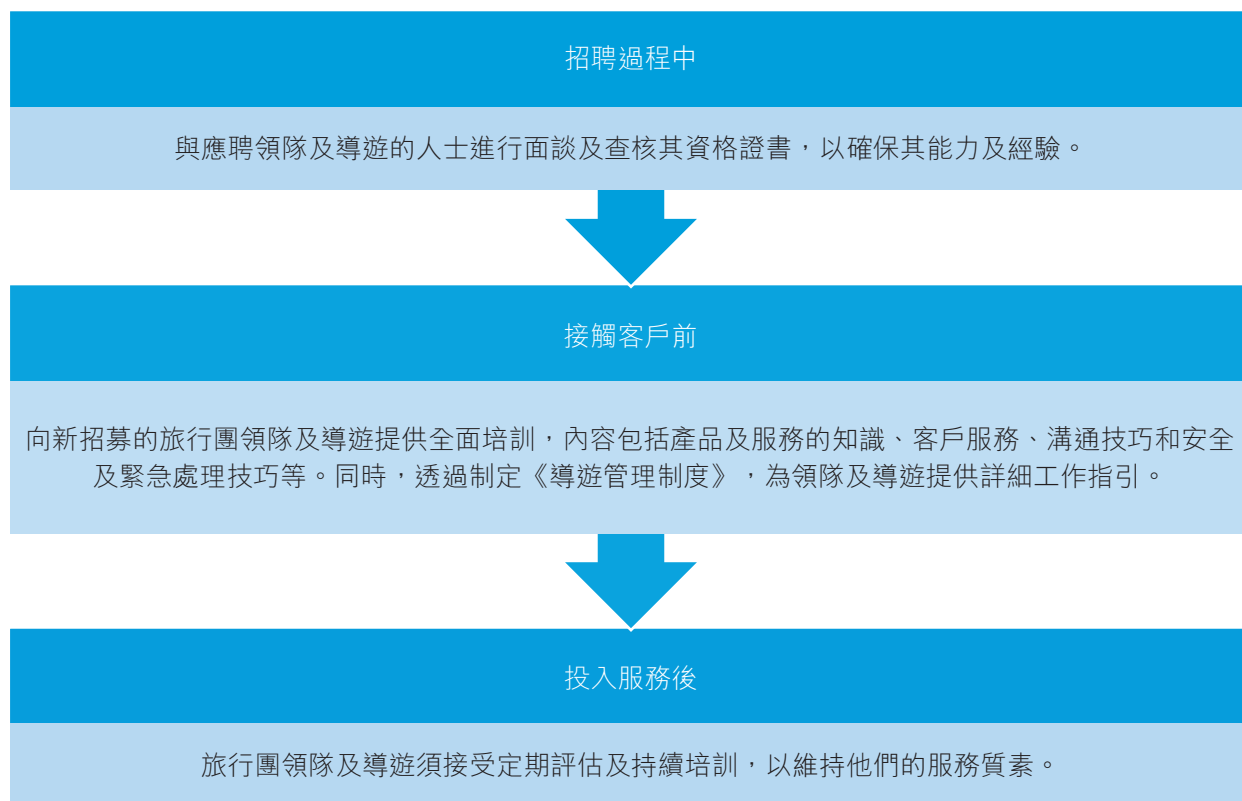 招聘過程中
與應聘領隊及導遊的人士進行面談及查核其資格證書，以確保其能力及經驗。
接觸客戶前
向新招募的旅行團領隊及導遊提供全面培訓，內容包括產品及服務的知識、客戶服務、溝通技巧和安全
及緊急處理技巧等。同時，透過制定《導遊管理制度》，為領隊及導遊提供詳細工作指引。
投入服務後
旅行團領隊及導遊須接受定期評估及持續培訓，以維持他們的服務質素。